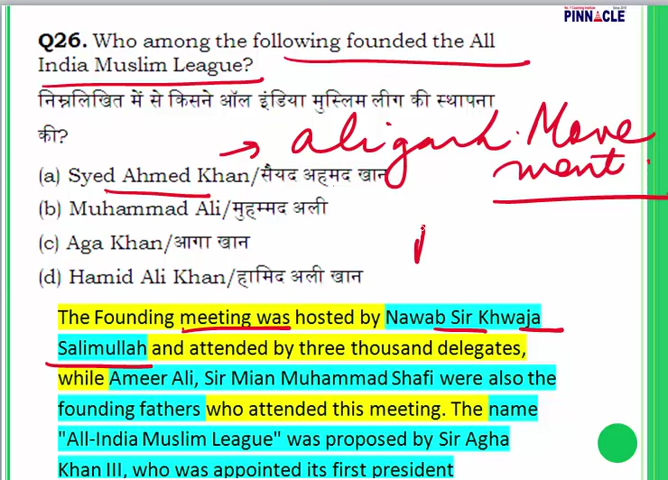 PINNACLE
Q26. Who among the following founded the All
India Muslim League?
निम्नलिखित में से किसने ऑल इंडिया मुस्लिम लीग की स्थापना
की?
→ aligarh. Move
ment.
(a) Syed Ahmed Khan/सैयद अहमद खान
(b) Muhammad Ali/मुहम्मद अली
(c) Aga Khan/आगा खान
(d) Hamid Ali Khan/हामिद अली खान
The Founding meeting was hosted by Nawab Sir Khwaja
Salimullah and attended by three thousand delegates,
while Ameer Ali, Sir Mian Muhammad Shafi were also the
founding fathers who attended this meeting. The name
"All-India Muslim League" was proposed by Sir Agha
Khan III, who was appointed its first president